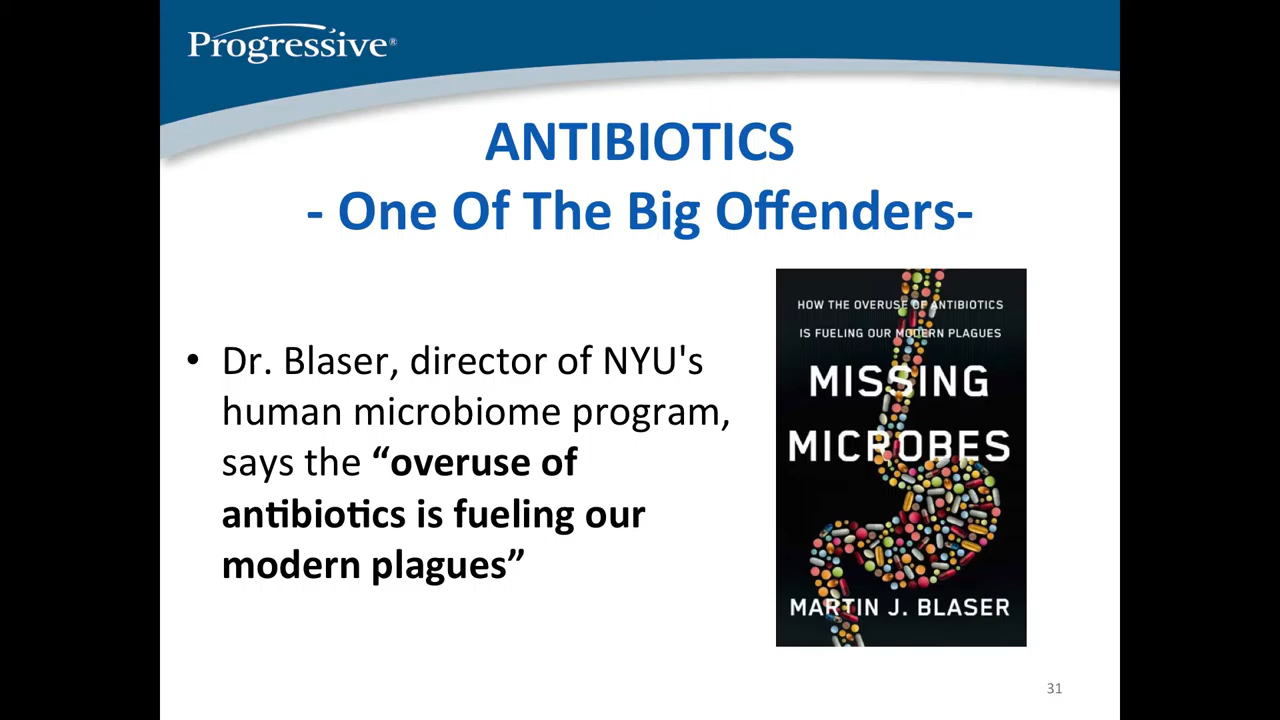 Progressive®
ANTIBIOTICS
- One Of The Big Offenders-
• Dr. Blaser, director of NYU's
human microbiome program,
says the “overuse of
antibiotics is fueling our
modern plagues”
HOW THE OVERUSE OF ANTIBIOTICS
IS FUELING OUR MODERN PLAGUES
MISSING
MICROBES
MARTIN J. BLASER
31